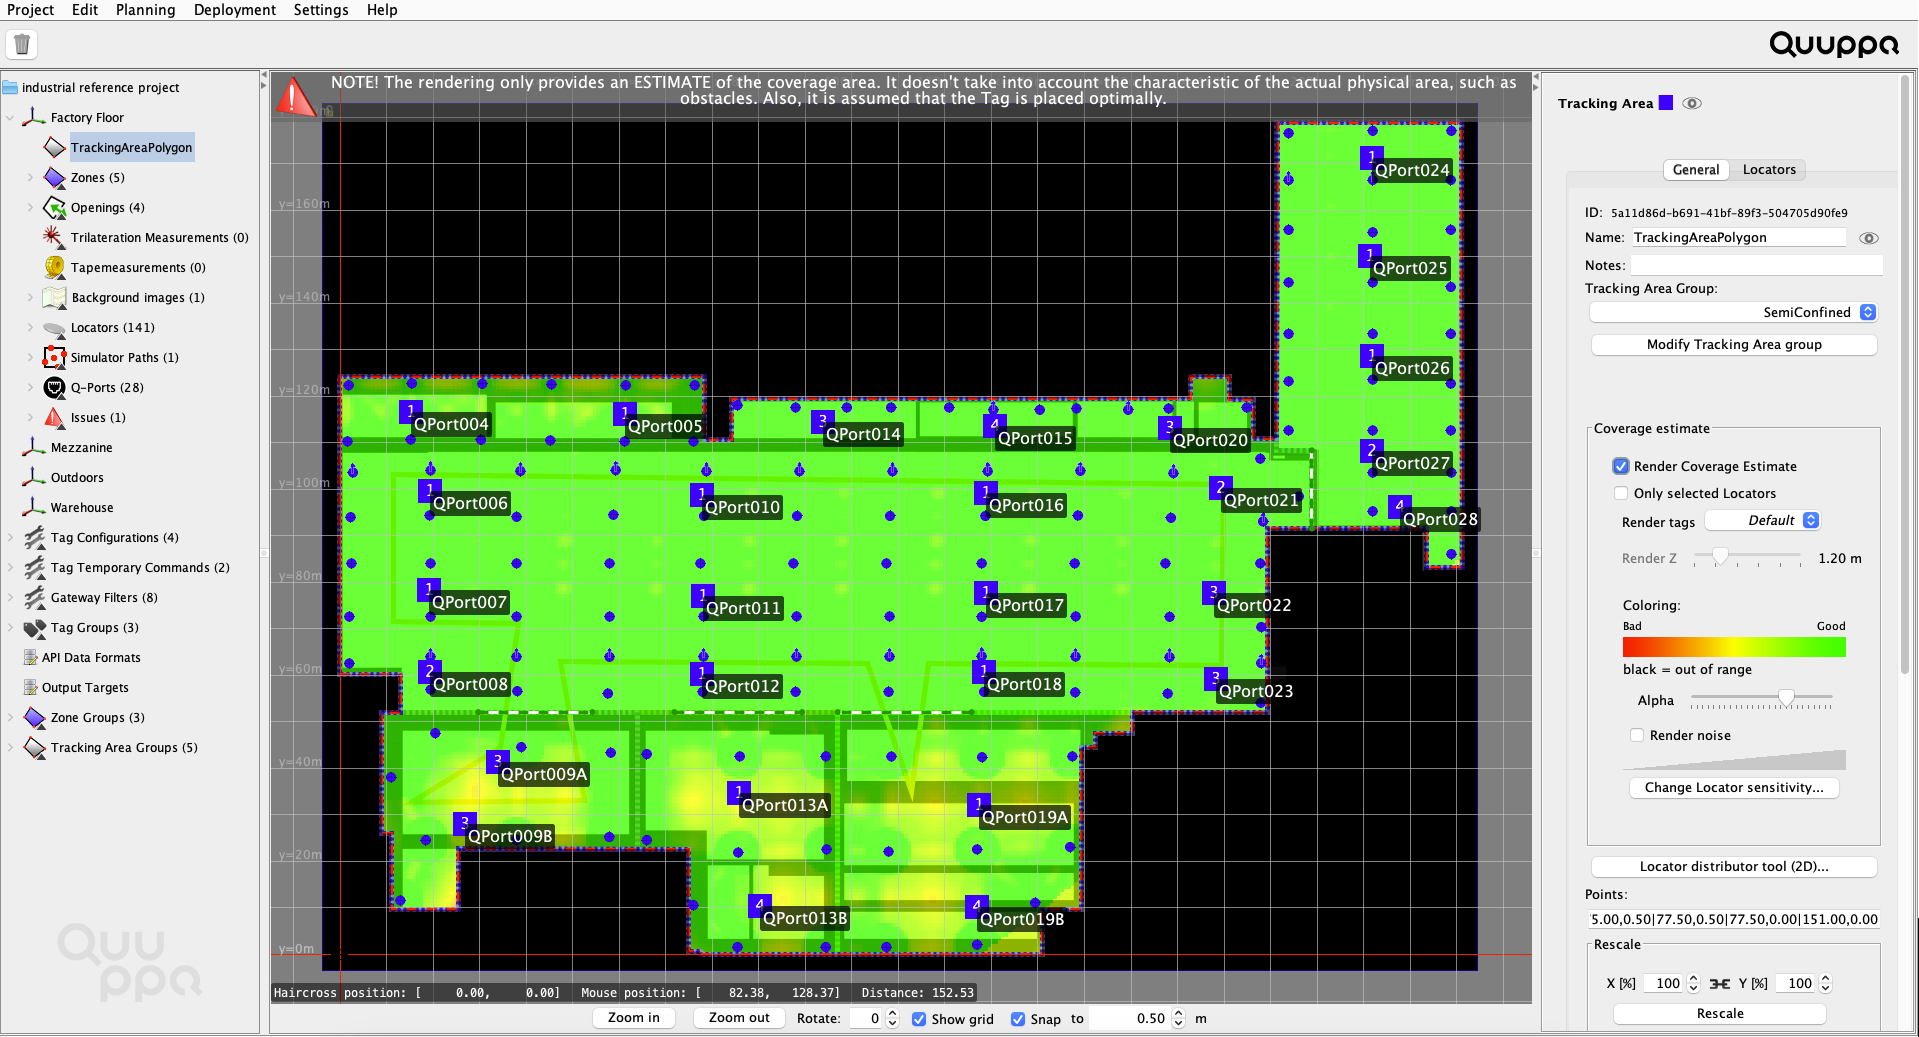 Project Edit Planning Deployment Settings Help
Quuppa
industrial reference project
Factory Floor
TrackingAreaPolygon
Zones (5)
Openings (4)
Trilateration Measurements (0)
Tapemeasurements (0)
Background images (1)
Locators (141)
Simulator Paths (1)
Q-Ports (28)
Issues (1)
Mezzanine
Outdoors
Warehouse
Tag Configurations (4)
Tag Temporary Commands (2)
Gateway Filters (8)
Tag Groups (3)
API Data Formats
Output Targets
Zone Groups (3)
Tracking Area Groups (5)
Quu
ppa
NOTE! The rendering only provides an ESTIMATE of the coverage area. It doesn't take into account the characteristic of the actual physical area, such as
obstacles. Also, it is assumed that the Tag is placed optimally.
y=160m
y=140m
y=120m
y=100m
y=80m
y=60m
y=40m
y=20m
y=0m
1 QPort024
1 QPort025
1 QPort026
2 QPort027
4 QPort028
1 QPort004
1 QPort005
3 QPort014
4 QPort015
3 QPort020
1 QPort006
1 QPort010
1 QPort016
2 QPort021
1 QPort007
1 QPort011
1 QPort017
3 QPort022
2 QPort008
1 QPort012
1 QPort018
3 QPort023
3 QPort009A
1 QPort013A
1 QPort019A
3 QPort009B
4 QPort013B
4 QPort019B
Haircross position: [ 0.00, 0.00] Mouse position: [ 82.38, 128.37] Distance: 152.53
Zoom in Zoom out Rotate: 0 Show grid Snap to 0.50 m
Tracking Area
General Locators
ID: 5a11d86d-b691-41bf-89f3-504705d90fe9
Name: TrackingAreaPolygon
Notes:
Tracking Area Group:
SemiConfined
Modify Tracking Area group
Coverage estimate
Render Coverage Estimate
Only selected Locators
Render tags Default
Render Z 1.20 m
Coloring:
Bad Good
black = out of range
Alpha
Render noise
Change Locator sensitivity...
Locator distributor tool (2D)...
Points:
5.00,0.50|77.50,0.50|77.50,0.00|151.00,0.00
Rescale
X [%] 100 Y [%] 100
Rescale